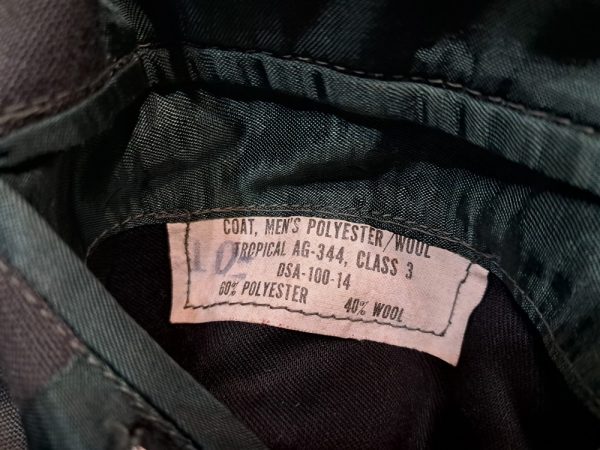 COAT, MEN'S POLYESTER/WOOL
TROPICAL AG-344, CLASS 3
DSA-100-14
60% POLYESTER 40% WOOL